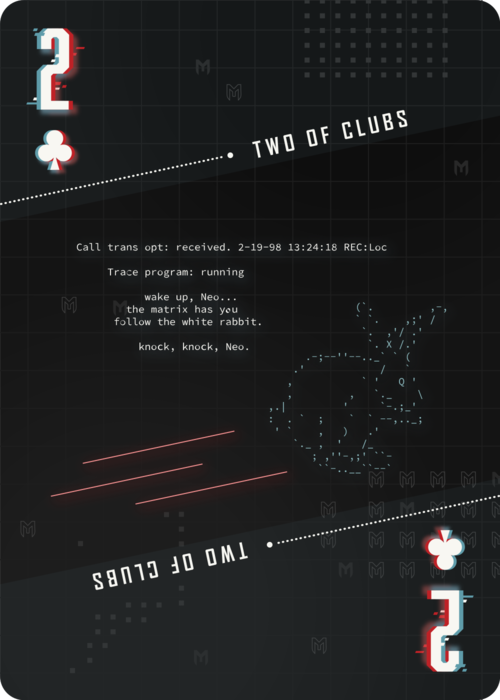 2
TWO OF CLUBS
Call trans opt: received. 2-19-98 13:24:18 REC:Loc
Trace program: running
wake up, Neo...
the matrix has you
follow the white rabbit.
knock, knock, Neo.
TWO OF CLUBS
2